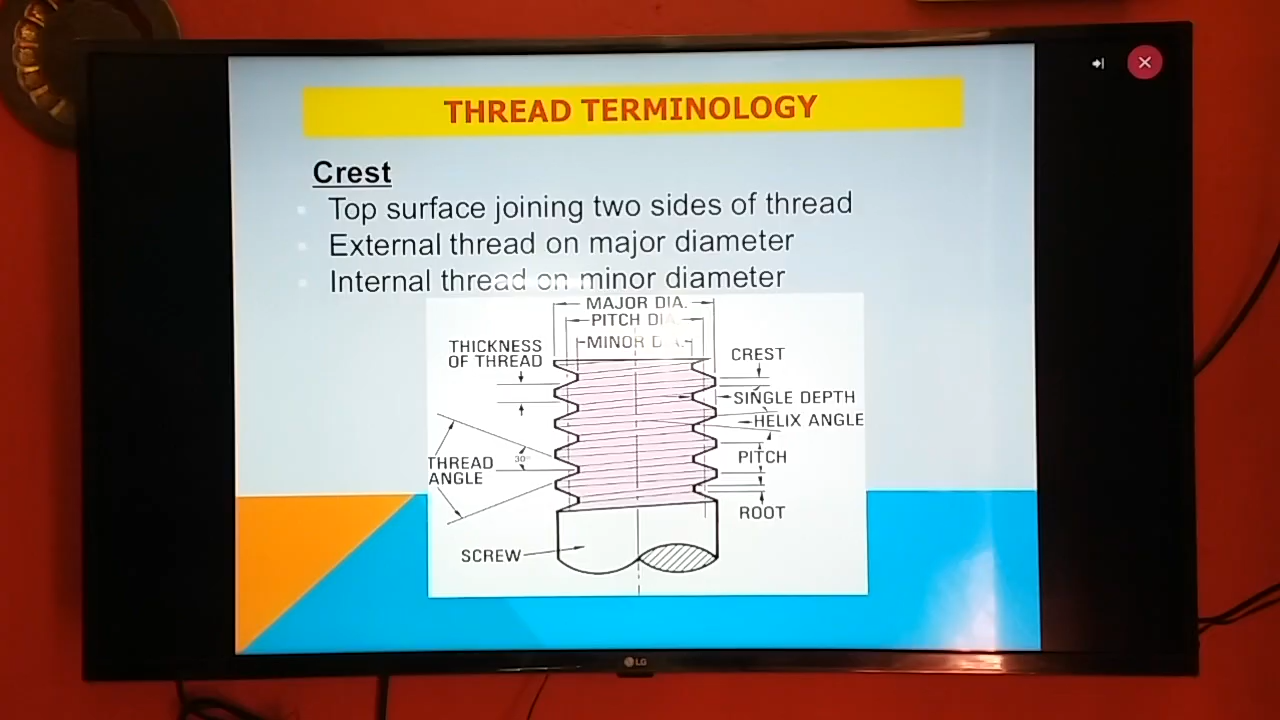 THREAD TERMINOLOGY
Crest
Top surface joining two sides of thread
External thread on major diameter
Internal thread on minor diameter
MAJOR DIA.
PITCH DIA.
MINOR DIA.
THICKNESS
OF THREAD
CREST
SINGLE DEPTH
HELIX ANGLE
30°
THREAD
ANGLE
PITCH
ROOT
SCREW
LG